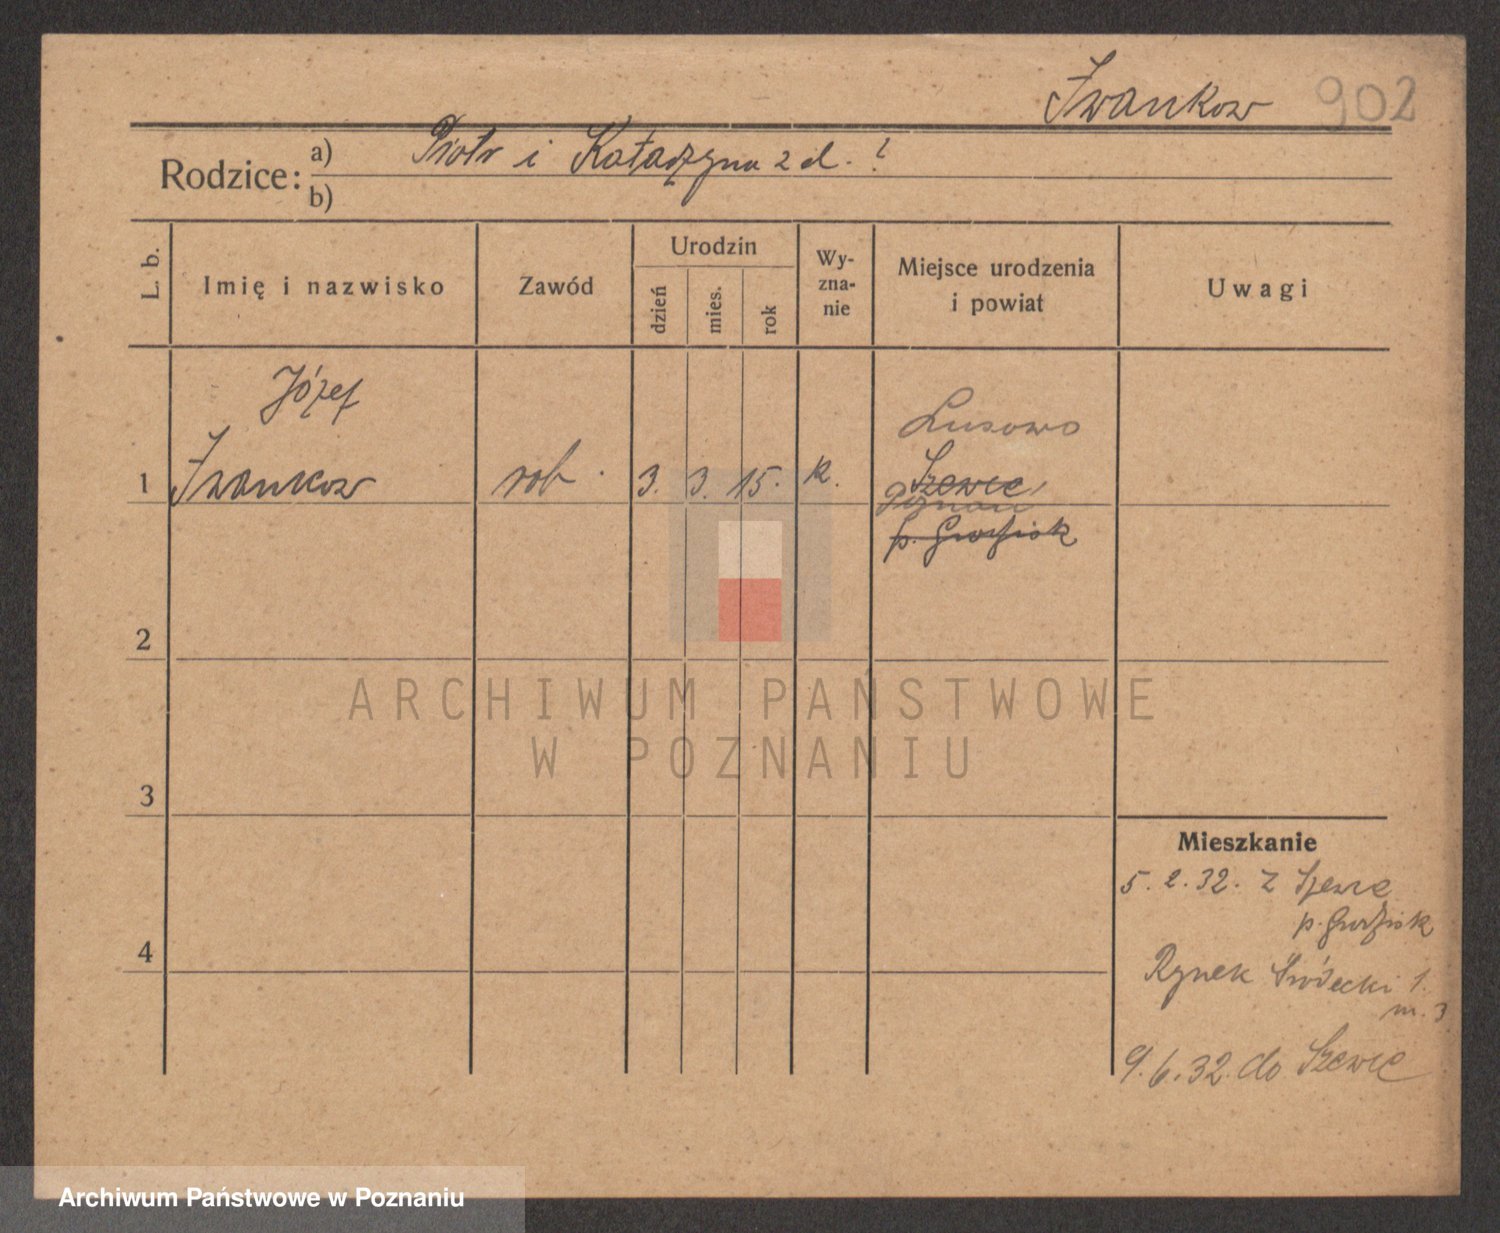 Iwankow 902
Rodzice: a) Piotr i Katarzyna z d. ?
b)
L. b.
Imię i nazwisko
Zawód
Urodzin
dzień
mies.
rok
Wy-
zna-
nie
Miejsce urodzenia
i powiat
Uwagi
Józef
1 Iwankow rob. 3. 3. 15. k.
Lusowo
Szewce
Poznań
p. Grodzisk
2
3
4
Mieszkanie
5.2.32. z Szewce
p. Grodzisk
Rynek Śródecki 1.
m. 3
9.6.32. do Szewce
ARCHIWUM PAŃSTWOWE
W POZNANIU
Archiwum Państwowe w Poznaniu